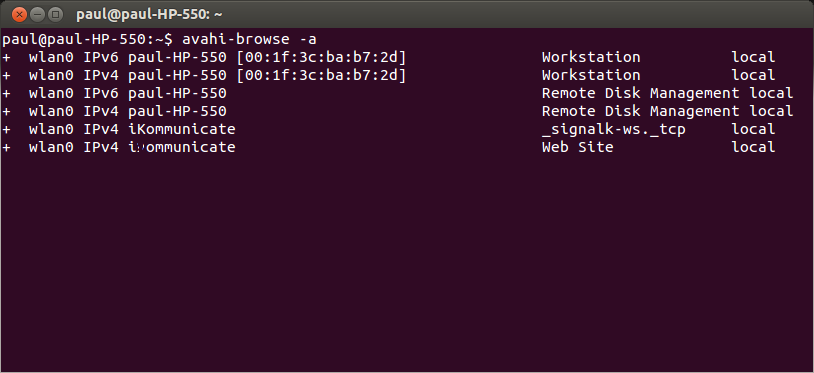 paul@paul-HP-550: ~
paul@paul-HP-550:~$ avahi-browse -a
+ wlan0 IPv6 paul-HP-550 [00:1f:3c:ba:b7:2d] Workstation local
+ wlan0 IPv4 paul-HP-550 [00:1f:3c:ba:b7:2d] Workstation local
+ wlan0 IPv6 paul-HP-550 Remote Disk Management local
+ wlan0 IPv4 paul-HP-550 Remote Disk Management local
+ wlan0 IPv4 iKommunicate _signalk-ws._tcp local
+ wlan0 IPv4 Web Site local